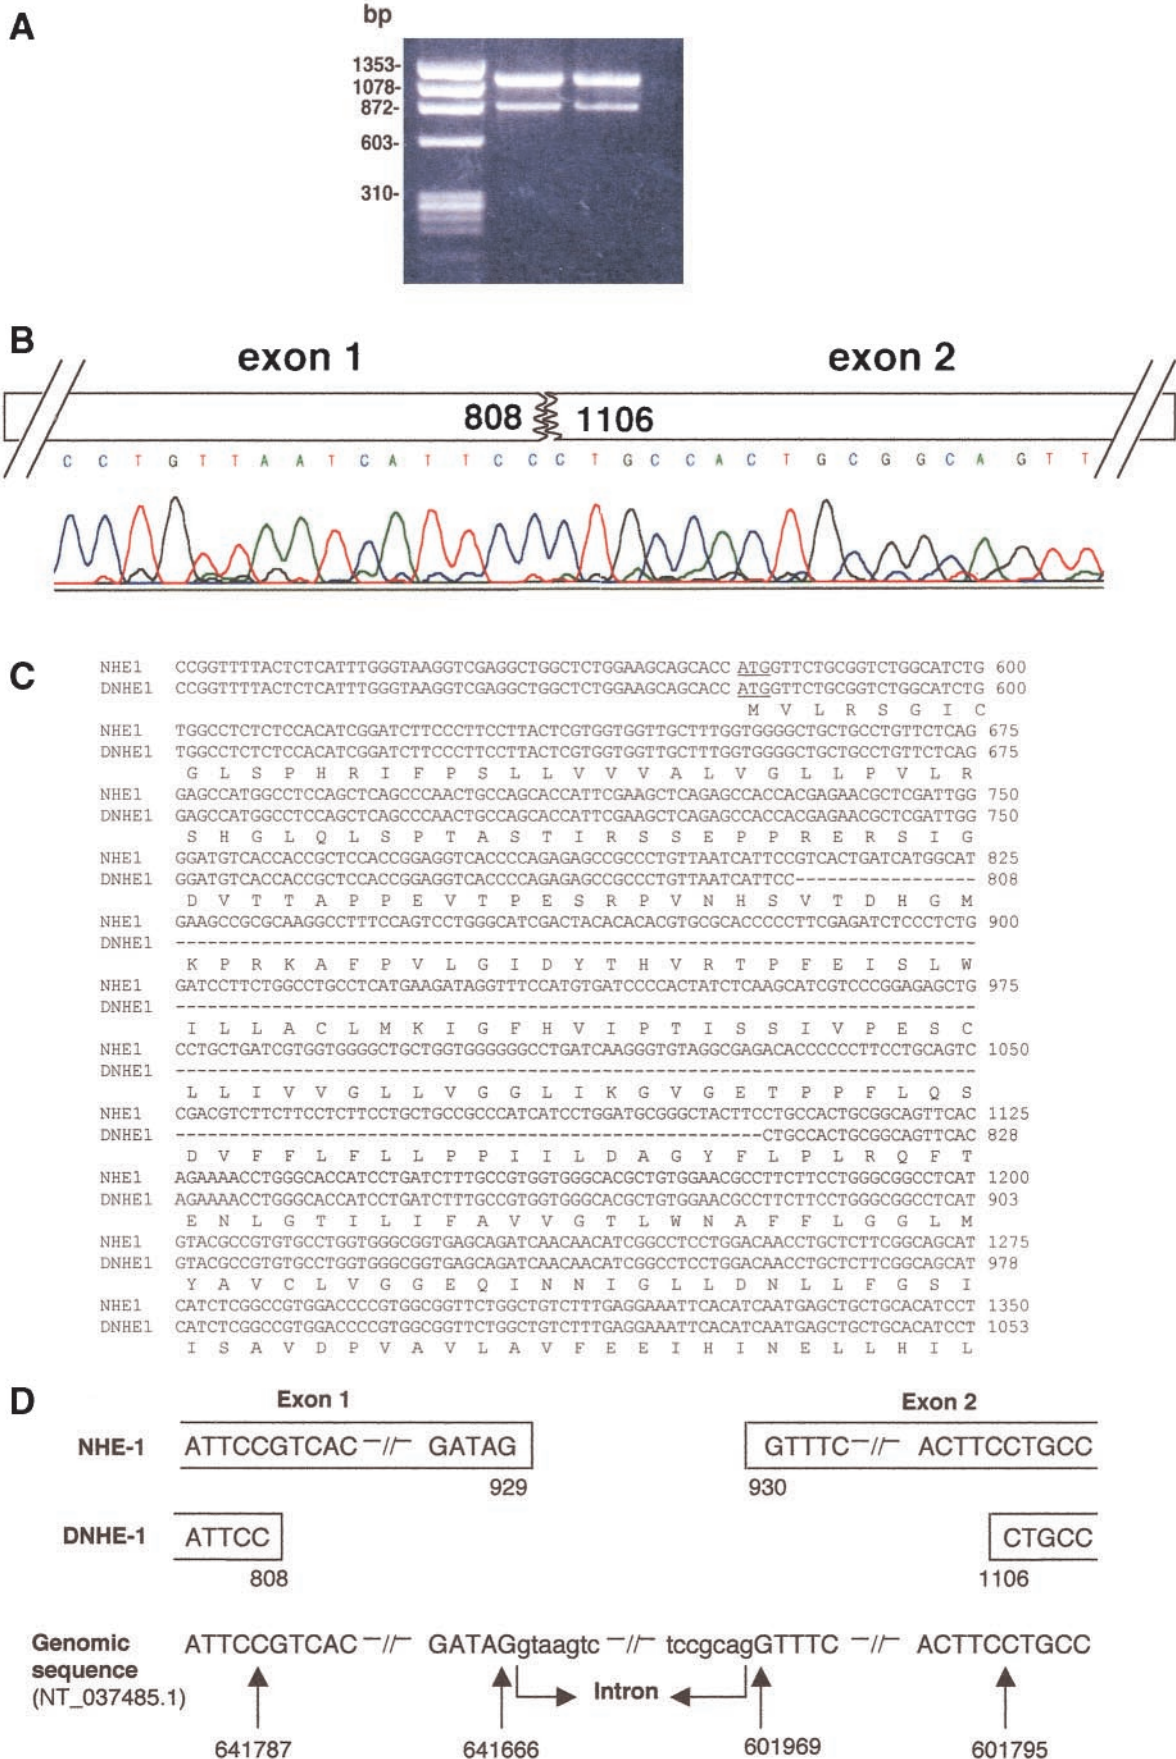 A
bp
1353-
1078-
872-
603-
310-
B
exon 1 exon 2
808 1106
C C T G T T A A T C A T T C C C T G C C A C T G C G G C A G T T
C
NHE1 CCGGTTTTACTCTCATTTGGGTAAGGTCGAGGCTGGCTCTGGAAGCAGCACC ATGGTTCTGCGGTCTGGCATCTG 600
DNHE1 CCGGTTTTACTCTCATTTGGGTAAGGTCGAGGCTGGCTCTGGAAGCAGCACC ATGGTTCTGCGGTCTGGCATCTG 600
M V L R S G I C
NHE1 TGGCCTCTCTCCACATCGGATCTTCCCTTCCTTACTCGTGGTGGTTGCTTTGGTGGGGCTGCTGCCTGTTCTCAG 675
DNHE1 TGGCCTCTCTCCACATCGGATCTTCCCTTCCTTACTCGTGGTGGTTGCTTTGGTGGGGCTGCTGCCTGTTCTCAG 675
G L S P H R I F P S L L V V V A L V G L L P V L R
NHE1 GAGCCATGGCCTCCAGCTCAGCCCAACTGCCAGCACCATTCGAAGCTCAGAGCCACCACGAGAACGCTCGATTGG 750
DNHE1 GAGCCATGGCCTCCAGCTCAGCCCAACTGCCAGCACCATTCGAAGCTCAGAGCCACCACGAGAACGCTCGATTGG 750
S H G L Q L S P T A S T I R S S E P P R E R S I G
NHE1 GGATGTCACCACCGCTCCACCGGAGGTCACCCCAGAGAGCCGCCCTGTTAATCATTCCGTCACTGATCATGGCAT 825
DNHE1 GGATGTCACCACCGCTCCACCGGAGGTCACCCCAGAGAGCCGCCCTGTTAATCATTCC----------------- 808
D V T T A P P E V T P E S R P V N H S V T D H G M
NHE1 GAAGCCGCGCAAGGCCTTTCCAGTCCTGGGCATCGACTACACACACGTGCGCACCCCCTTCGAGATCTCCCTCTG 900
DNHE1 ---------------------------------------------------------------------------
K P R K A F P V L G I D Y T H V R T P F E I S L W
NHE1 GATCCTTCTGGCCTGCCTCATGAAGATAGGTTTCCATGTGATCCCCACTATCTCAAGCATCGTCCCGGAGAGCTG 975
DNHE1 ---------------------------------------------------------------------------
I L L A C L M K I G F H V I P T I S S I V P E S C
NHE1 CCTGCTGATCGTGGTGGGGCTGCTGGTGGGGGGCCTGATCAAGGGTGTAGGCGAGACACCCCCCTTCCTGCAGTC 1050
DNHE1 ---------------------------------------------------------------------------
L L I V V G L L V G G L I K G V G E T P P F L Q S
NHE1 CGACGTCTTCTTCCTCTTCCTGCTGCCGCCCATCATCCTGGATGCGGGCTACTTCCTGCCACTGCGGCAGTTCAC 1125
DNHE1 -------------------------------------------------------CTGCCACTGCGGCAGTTCAC 828
D V F F L F L L P P I I L D A G Y F L P L R Q F T
NHE1 AGAAAACCTGGGCACCATCCTGATCTTTGCCGTGGTGGGCACGCTGTGGAACGCCTTCTTCCTGGGCGGCCTCAT 1200
DNHE1 AGAAAACCTGGGCACCATCCTGATCTTTGCCGTGGTGGGCACGCTGTGGAACGCCTTCTTCCTGGGCGGCCTCAT 903
E N L G T I L I F A V V G T L W N A F F L G G L M
NHE1 GTACGCCGTGTGCCTGGTGGGCGGTGAGCAGATCAACAACATCGGCCTCCTGGACAACCTGCTCTTCGGCAGCAT 1275
DNHE1 GTACGCCGTGTGCCTGGTGGGCGGTGAGCAGATCAACAACATCGGCCTCCTGGACAACCTGCTCTTCGGCAGCAT 978
Y A V C L V G G E Q I N N I G L L D N L L F G S I
NHE1 CATCTCGGCCGTGGACCCCGTGGCGGTTCTGGCTGTCTTTGAGGAAATTCACATCAATGAGCTGCTGCACATCCT 1350
DNHE1 CATCTCGGCCGTGGACCCCGTGGCGGTTCTGGCTGTCTTTGAGGAAATTCACATCAATGAGCTGCTGCACATCCT 1053
I S A V D P V A V L A V F E E I H I N E L L H I L
D
Exon 1 Exon 2
NHE-1 ATTCCGTCAC –//– GATAG GTTTC –//– ACTTCCTGCC
929 930
DNHE-1 ATTCC CTGCC
808 1106
Genomic sequence (NT_037485.1) ATTCCGTCAC –//– GATAGgtaagtc –//– tccgcagGTTTC –//– ACTTCCTGCC
Intron
641787 641666 601969 601795